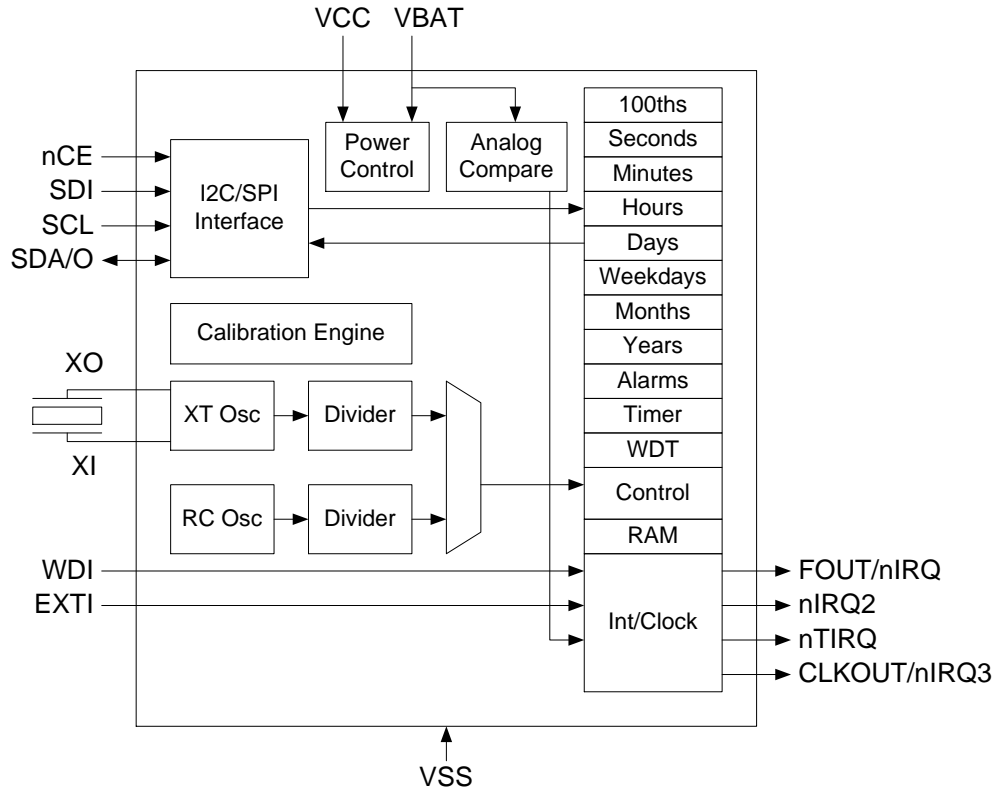 VCC VBAT
nCE
SDI
SCL
SDA/O
I2C/SPI
Interface
Power
Control
Analog
Compare
100ths
Seconds
Minutes
Hours
Days
Weekdays
Months
Years
Alarms
Timer
WDT
Control
RAM
Int/Clock
Calibration Engine
XO
XI
XT Osc
Divider
RC Osc
Divider
WDI
EXTI
FOUT/nIRQ
nIRQ2
nTIRQ
CLKOUT/nIRQ3
VSS